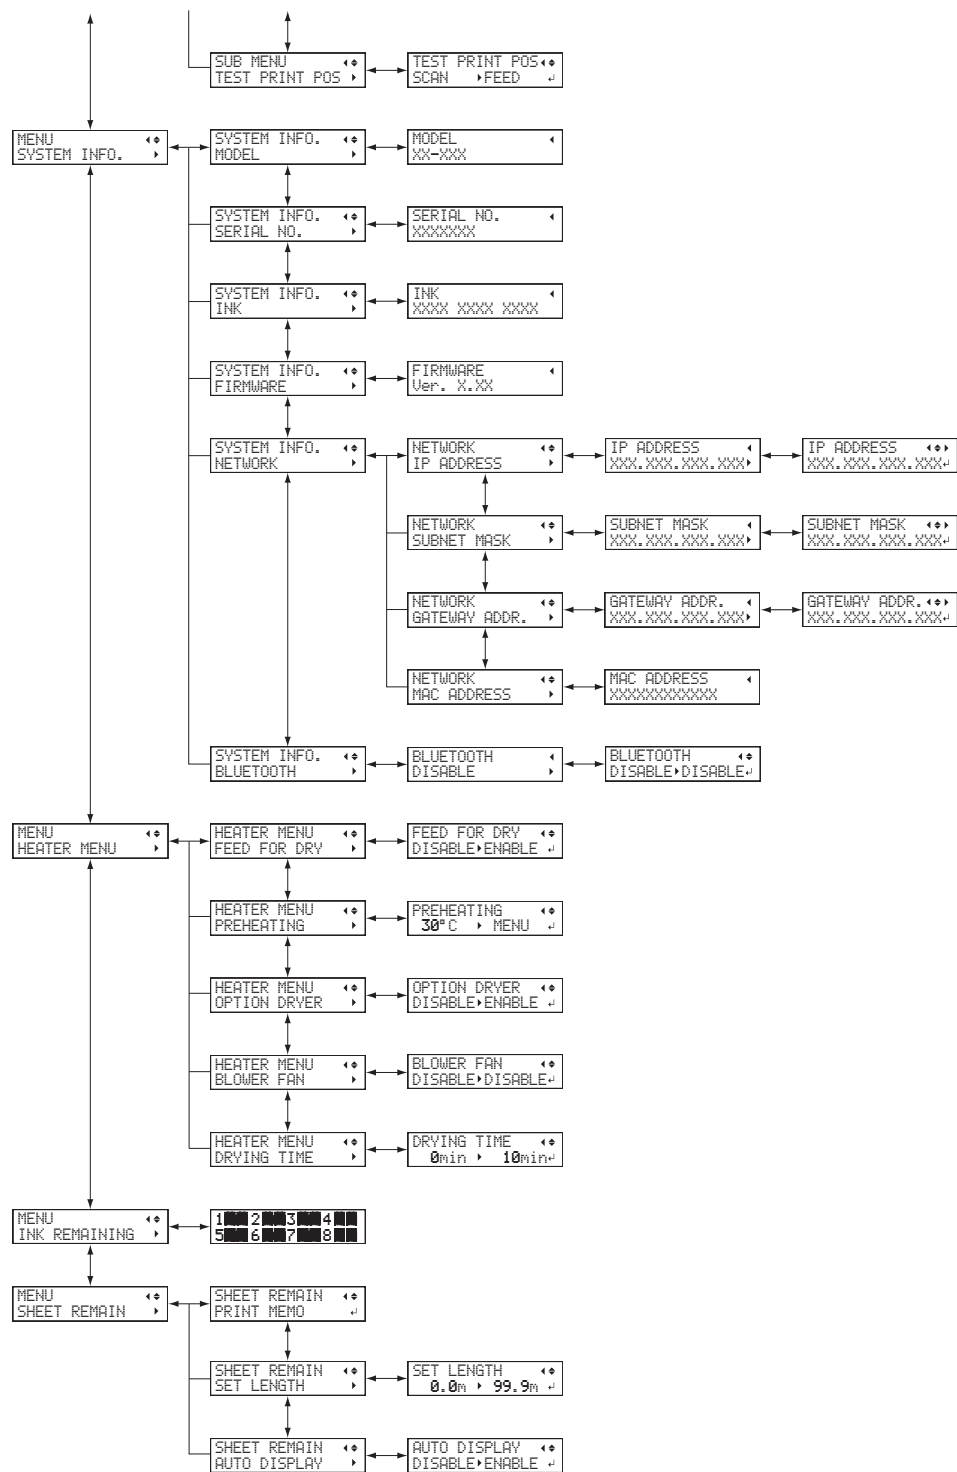 SUB MENU
TEST PRINT POS
TEST PRINT POS
SCAN FEED
MENU
SYSTEM INFO.
SYSTEM INFO.
MODEL
MODEL
XX-XXX
SYSTEM INFO.
SERIAL NO.
SERIAL NO.
XXXXXXX
SYSTEM INFO.
INK
INK
XXXX XXXX XXXX
SYSTEM INFO.
FIRMWARE
FIRMWARE
Ver. X.XX
SYSTEM INFO.
NETWORK
NETWORK
IP ADDRESS
IP ADDRESS
XXX.XXX.XXX.XXX
IP ADDRESS
XXX.XXX.XXX.XXX
NETWORK
SUBNET MASK
SUBNET MASK
XXX.XXX.XXX.XXX
SUBNET MASK
XXX.XXX.XXX.XXX
NETWORK
GATEWAY ADDR.
GATEWAY ADDR.
XXX.XXX.XXX.XXX
GATEWAY ADDR.
XXX.XXX.XXX.XXX
NETWORK
MAC ADDRESS
MAC ADDRESS
XXXXXXXXXXXX
SYSTEM INFO.
BLUETOOTH
BLUETOOTH
DISABLE
BLUETOOTH
DISABLE DISABLE
MENU
HEATER MENU
HEATER MENU
FEED FOR DRY
FEED FOR DRY
DISABLE ENABLE
HEATER MENU
PREHEATING
PREHEATING
30°C MENU
HEATER MENU
OPTION DRYER
OPTION DRYER
DISABLE ENABLE
HEATER MENU
BLOWER FAN
BLOWER FAN
DISABLE DISABLE
HEATER MENU
DRYING TIME
DRYING TIME
0min 10min
MENU
INK REMAINING
1 2 3 4
5 6 7 8
MENU
SHEET REMAIN
SHEET REMAIN
PRINT MEMO
SHEET REMAIN
SET LENGTH
SET LENGTH
0.0m 99.9m
SHEET REMAIN
AUTO DISPLAY
AUTO DISPLAY
DISABLE ENABLE